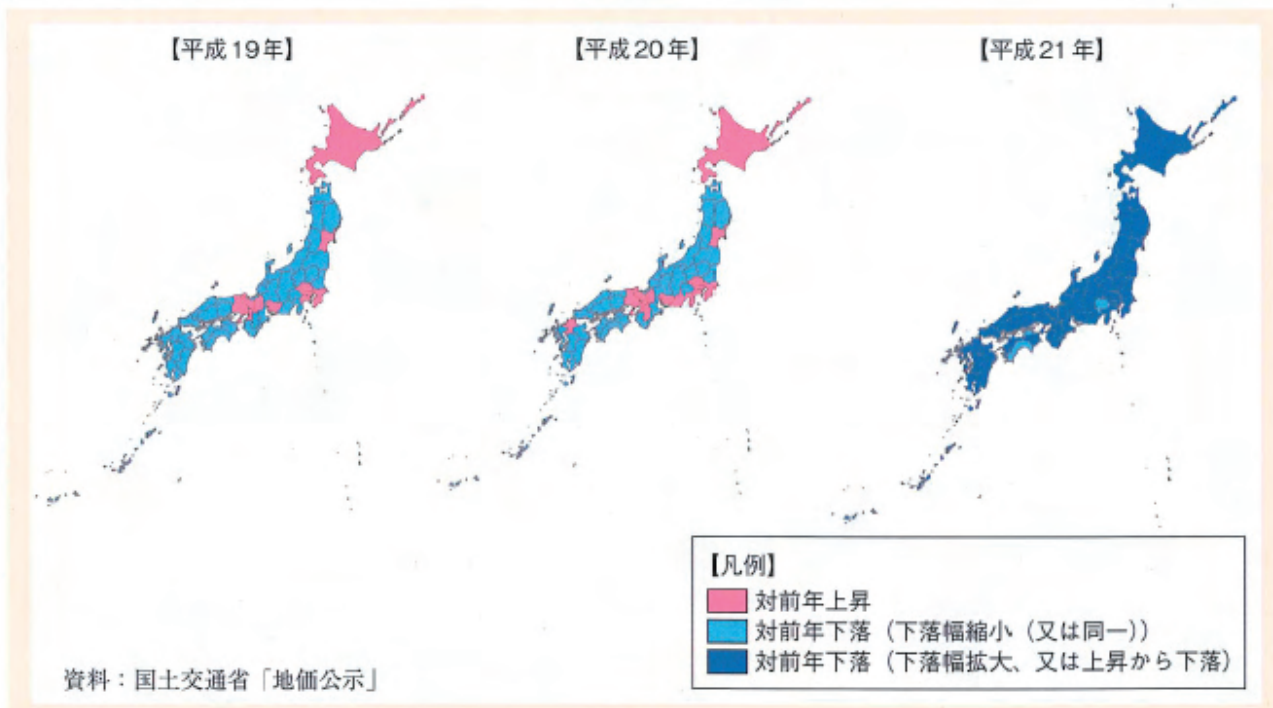 【平成19年】
【平成20年】
【平成21年】
【凡例】
対前年上昇
対前年下落（下落幅縮小（又は同一））
対前年下落（下落幅拡大、又は上昇から下落）
資料：国土交通省「地価公示」